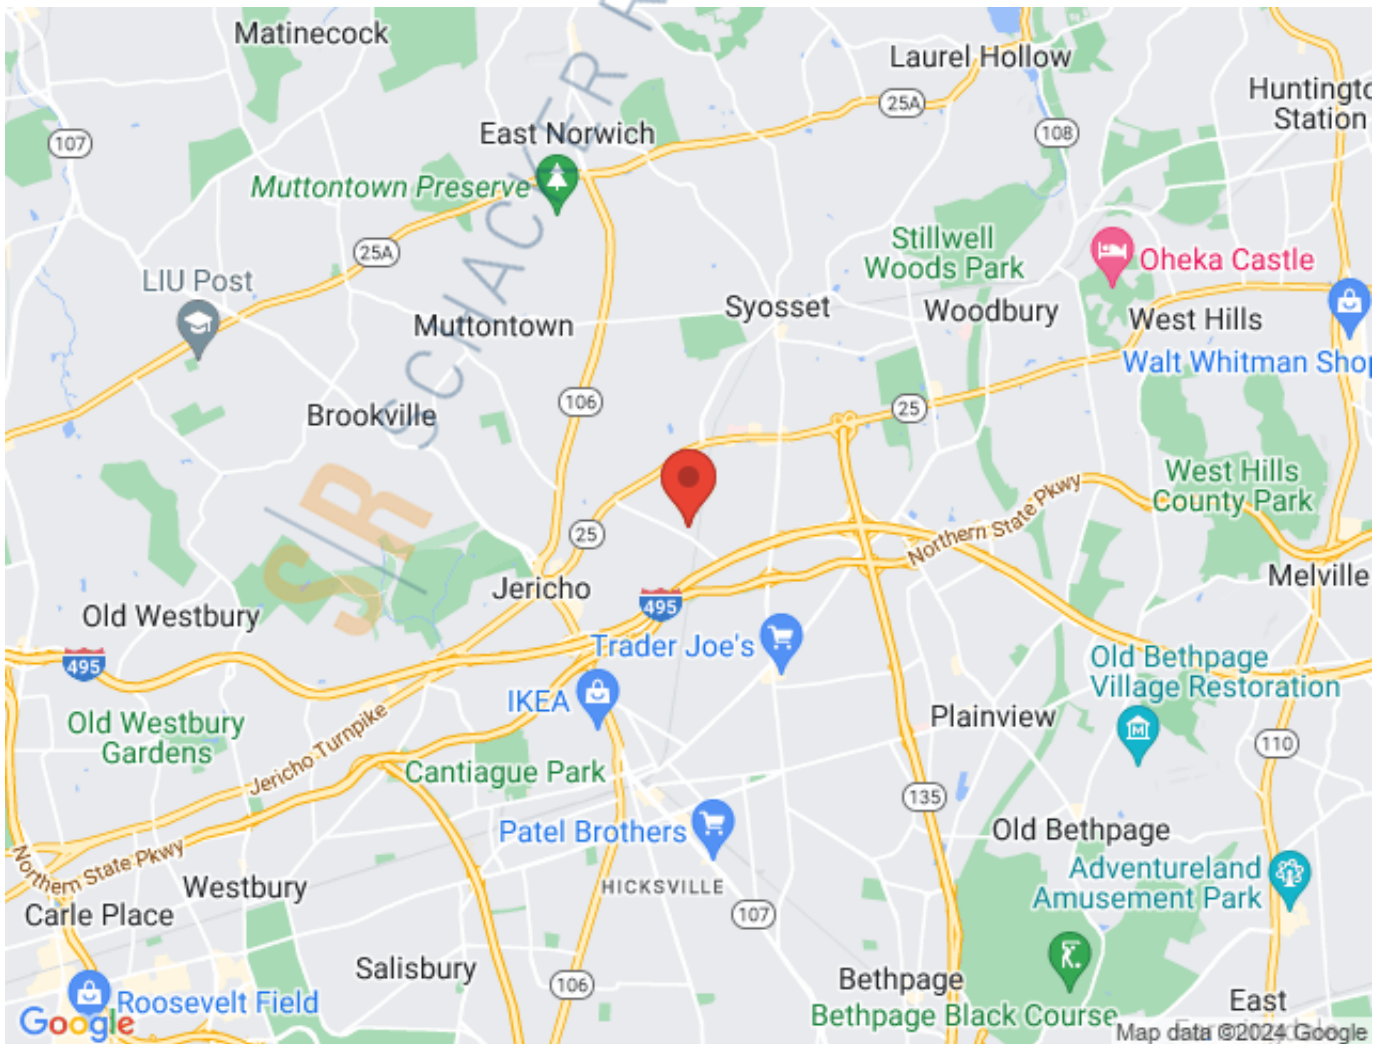 Matinecock
Laurel Hollow
25A
Huntingto
Station
107
East Norwich
108
Muttontown Preserve
SIR SCHACKER R
25A
Stillwell
Woods Park
Oheka Castle
LIU Post
Syosset
Woodbury
Muttontown
West Hills
Walt Whitman Shop
106
Brookville
25
West Hills
County Park
Northern State Pkwy
25
Jericho
Melville
495
Old Westbury
Trader Joe's
495
Old Bethpage
Village Restoration
IKEA
Plainview
Old Westbury
Gardens
Jericho Turnpike
110
Cantiague Park
135
Patel Brothers
Old Bethpage
Northern State Pkwy
Adventureland
Amusement Park
Westbury
HICKSVILLE
Carle Place
107
Salisbury
Bethpage
106
Roosevelt Field
East
Bethpage Black Course
Google
Map data ©2024 Google